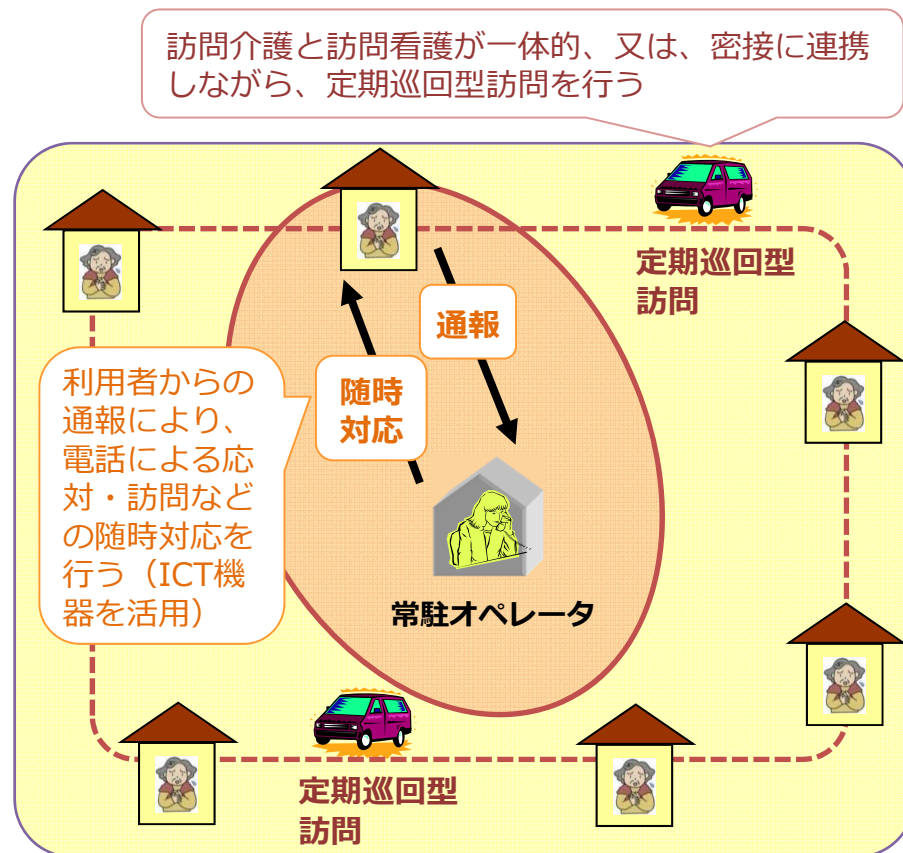 訪問介護と訪問看護が一体的、又は、密接に連携
しながら、定期巡回型訪問を行う
定期巡回型
訪問
通報
随時
対応
利用者からの
通報により、
電話による応
対・訪問など
の随時対応を
行う（ICT機
器を活用）
常駐オペレータ
定期巡回型
訪問